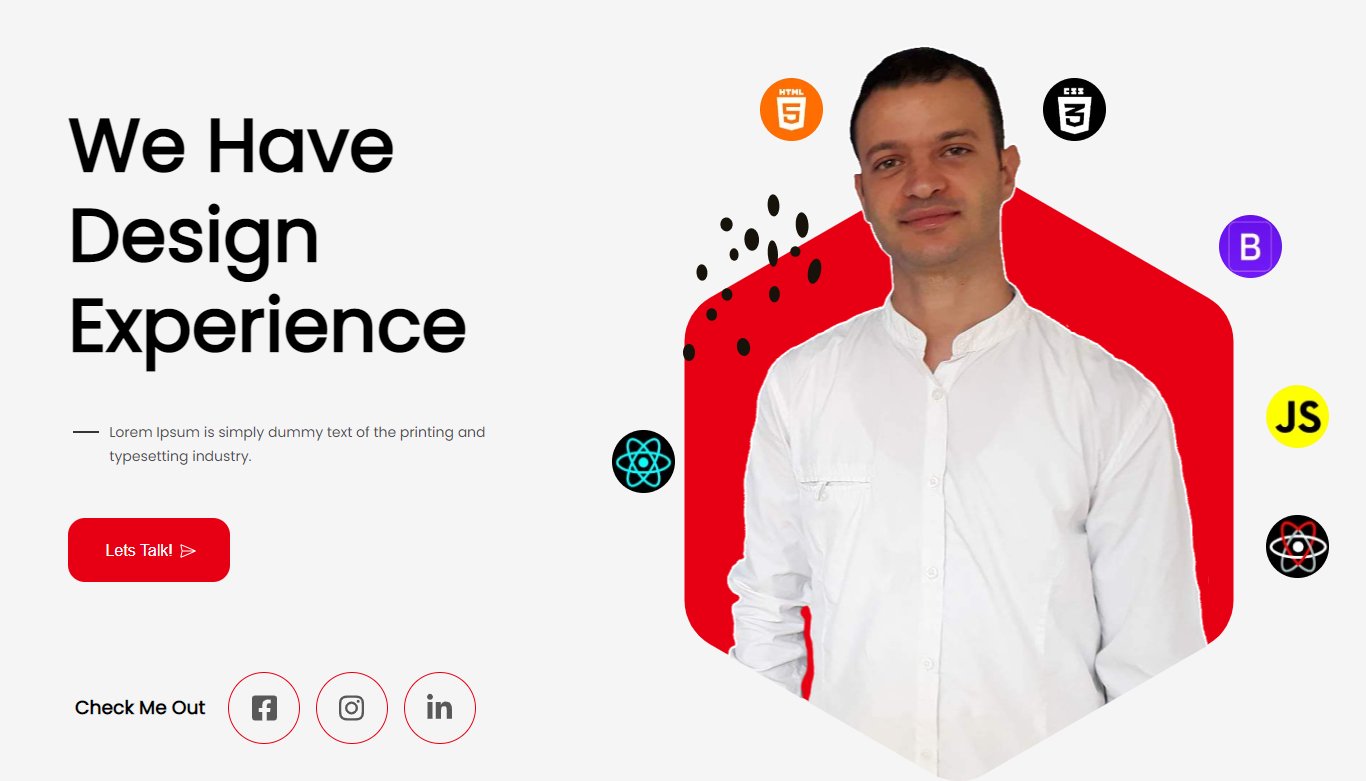 We Have
Design
Experience
Lorem Ipsum is simply dummy text of the printing and
typesetting industry.
Lets Talk!
Check Me Out
in
HTML
5
CSS
3
B
JS